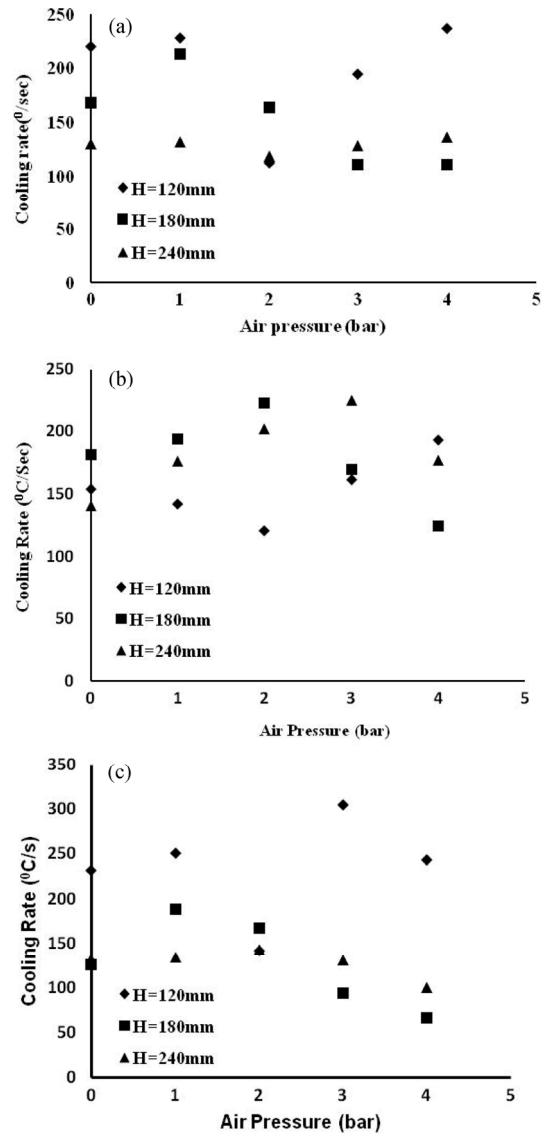 (a)
250
200
150
100
50
0
Cooling rate(⁰/sec)
◆ H=120mm
■ H=180mm
▲ H=240mm
0 1 2 3 4 5
Air pressure (bar)
(b)
250
200
150
100
50
0
Cooling Rate (⁰C/Sec)
◆ H=120mm
■ H=180mm
▲ H=240mm
0 1 2 3 4 5
Air Pressure (bar)
(c)
350
300
250
200
150
100
50
0
Cooling Rate (⁰C/s)
◆ H=120mm
■ H=180mm
▲ H=240mm
0 1 2 3 4 5
Air Pressure (bar)